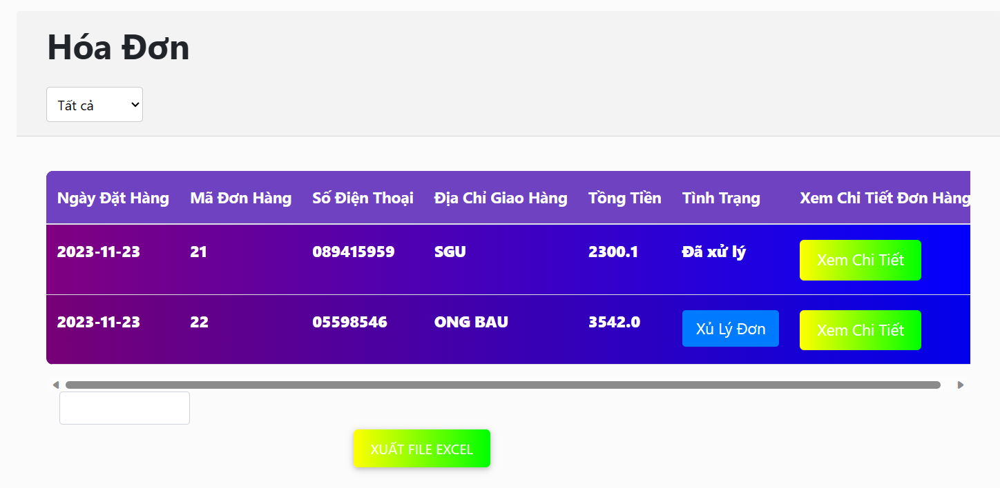 Hóa Đơn
Tất cả
Ngày Đặt Hàng Mã Đơn Hàng Số Điện Thoại Địa Chỉ Giao Hàng Tổng Tiền Tình Trạng Xem Chi Tiết Đơn Hàng
2023-11-23 21 089415959 SGU 2300.1 Đã xử lý Xem Chi Tiết
2023-11-23 22 05598546 ONG BAU 3542.0 Xủ Lý Đơn Xem Chi Tiết
XUẤT FILE EXCEL